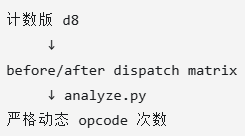 计数版 d8
↓
before/after dispatch matrix
↓ analyze.py
严格动态 opcode 次数